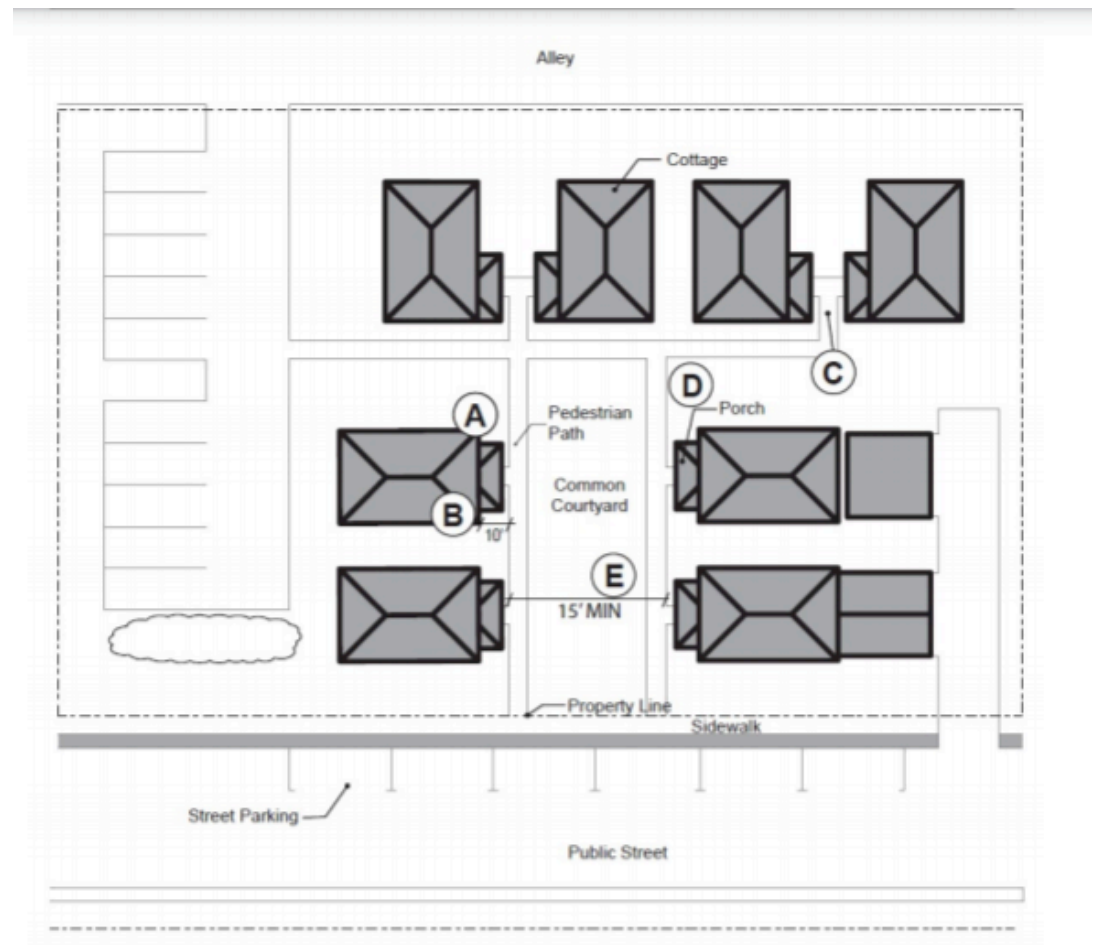 Alley
Cottage
C
D
Porch
A
Pedestrian
Path
Common
Courtyard
B
10'
E
15' MIN
Property Line
Sidewalk
Street Parking
Public Street